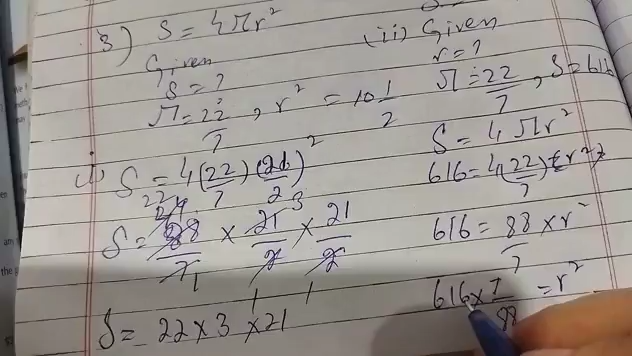 3) S = 4πr²
Given
S = ?
π = 22/7, r² = 10 1/2
(i) S = 4(22/7)(21/2)²
S = 88/7 × 21/2 × 21/2
S = 22 × 3 × 21
(ii) Given
r = ?
π = 22/7, S = 616
S = 4πr²
616 = 4(22/7)(r²)
616 = 88/7 × r²
616 × 7/88 = r²